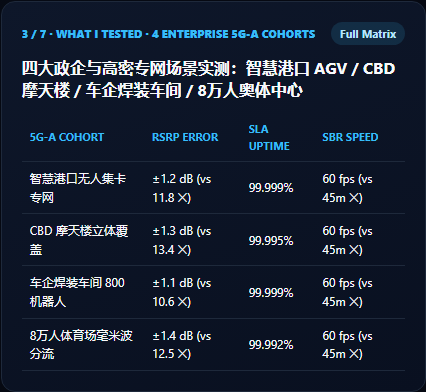 3 / 7 · WHAT I TESTED · 4 ENTERPRISE 5G-A COHORTS
Full Matrix
四大政企与高密专网场景实测：智慧港口 AGV / CBD
摩天楼 / 车企焊装车间 / 8万人奥体中心
5G-A COHORT
RSRP ERROR
SLA
UPTIME
SBR SPEED
智慧港口无人集卡
专网
±1.2 dB (vs
11.8 ✕)
99.999%
60 fps (vs
45m ✕)
CBD 摩天楼立体覆
盖
±1.3 dB (vs
13.4 ✕)
99.995%
60 fps (vs
45m ✕)
车企焊装车间 800
机器人
±1.1 dB (vs
10.6 ✕)
99.999%
60 fps (vs
45m ✕)
8万人体育场毫米波
分流
±1.4 dB (vs
12.5 ✕)
99.992%
60 fps (vs
45m ✕)